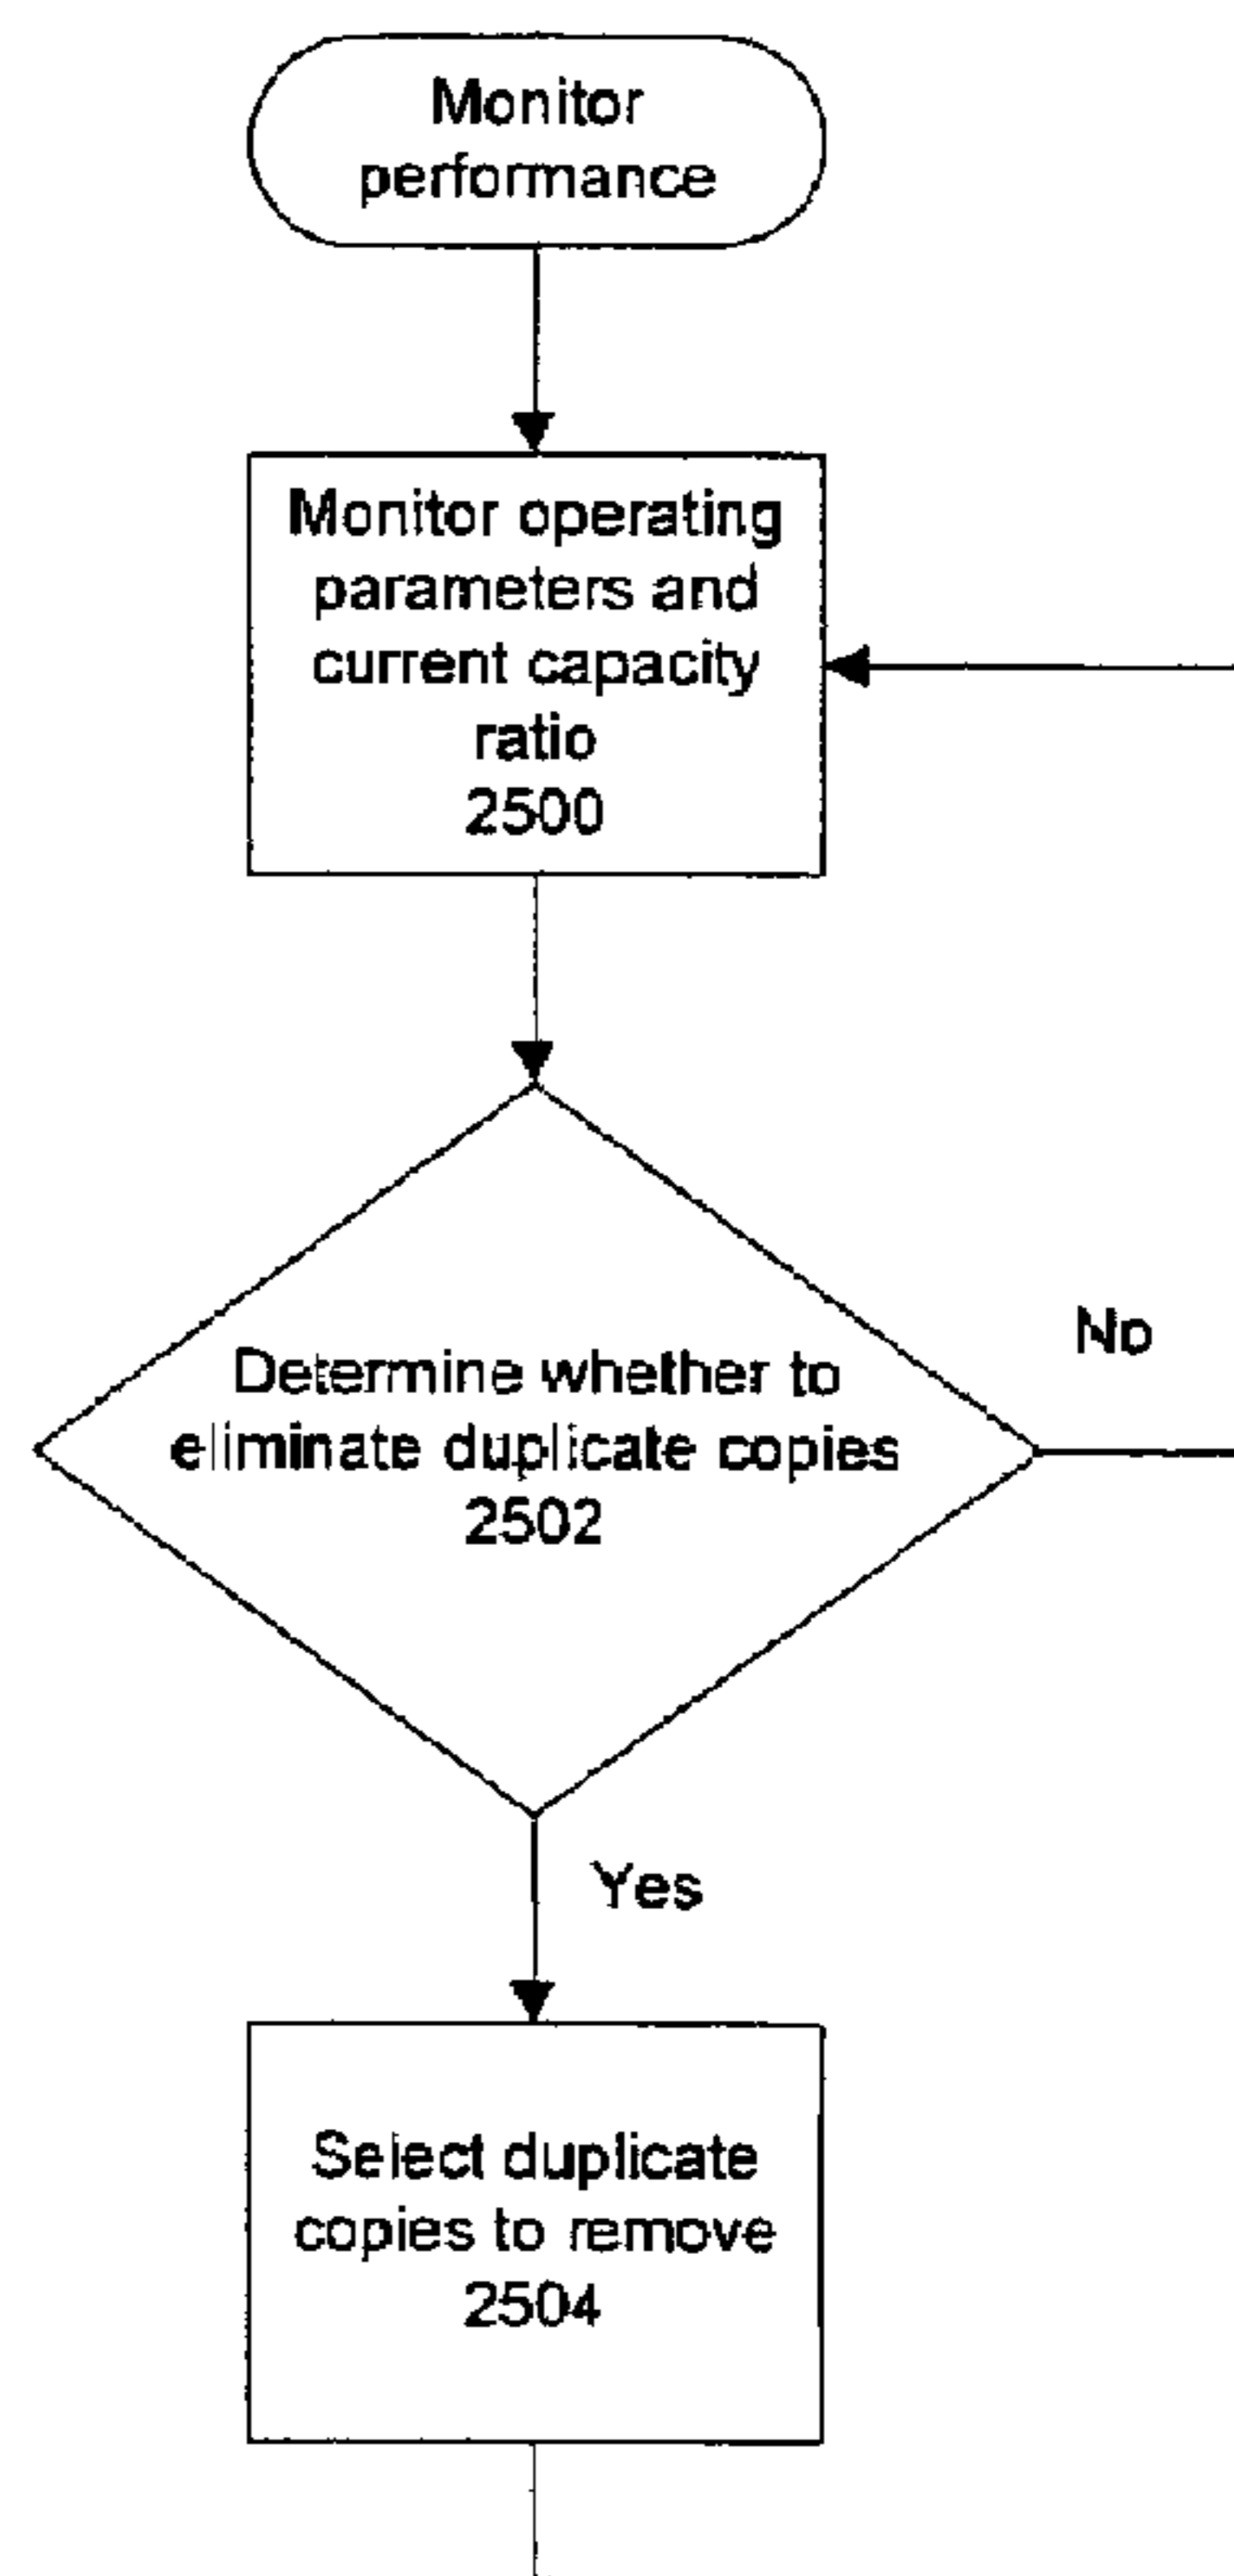 Monitor
performance
Monitor operating
parameters and
current capacity
ratio
2500
Determine whether to
eliminate duplicate copies
2502
No
Yes
Select duplicate
copies to remove
2504